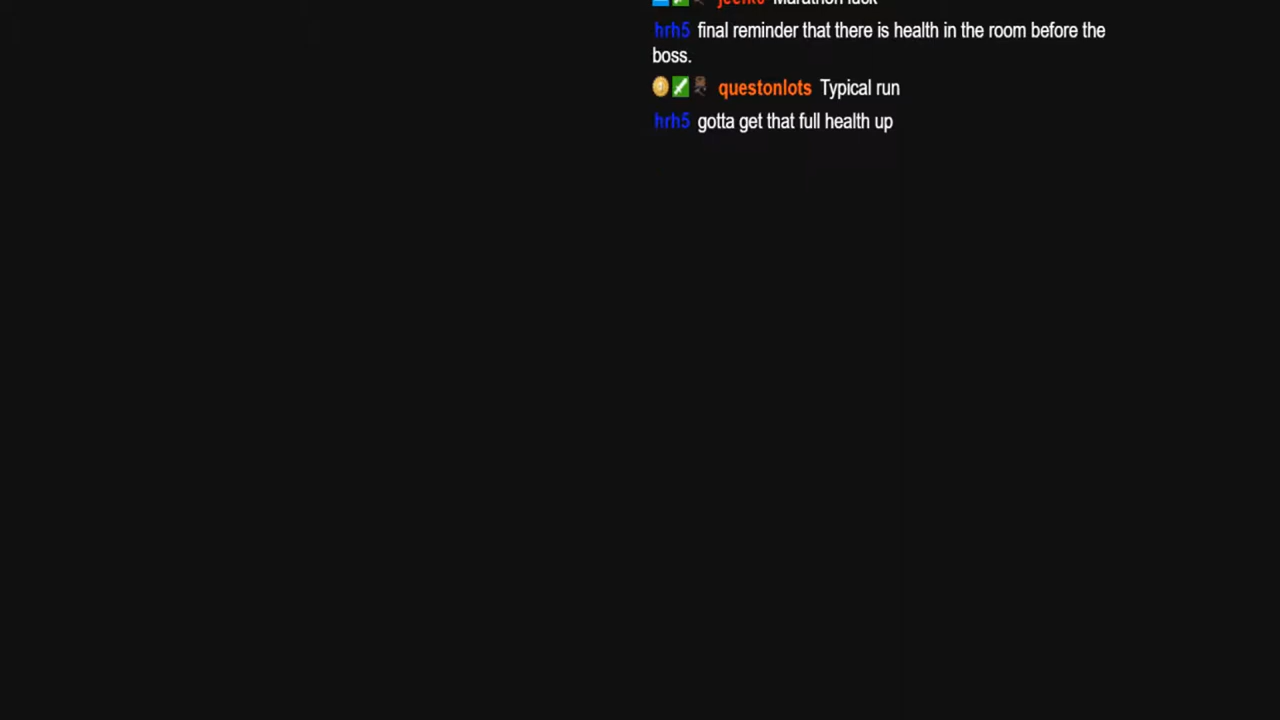 hrh5 final reminder that there is health in the room before the
boss.
questonlots Typical run
hrh5 gotta get that full health up